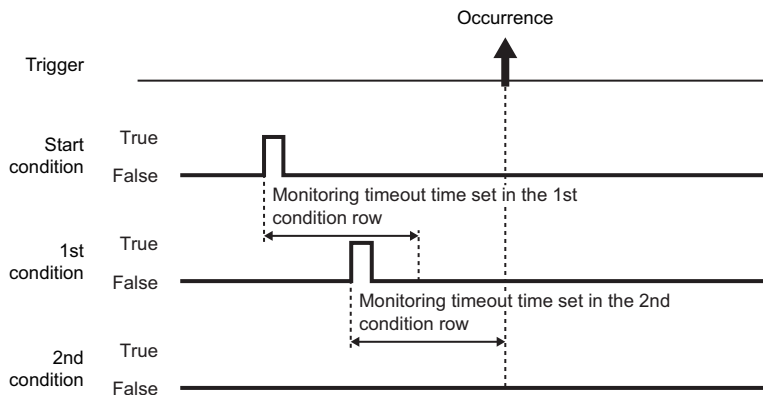 Occurrence
Trigger
Start
condition
True
False
Monitoring timeout time set in the 1st
condition row
1st
condition
True
False
Monitoring timeout time set in the 2nd
condition row
2nd
condition
True
False